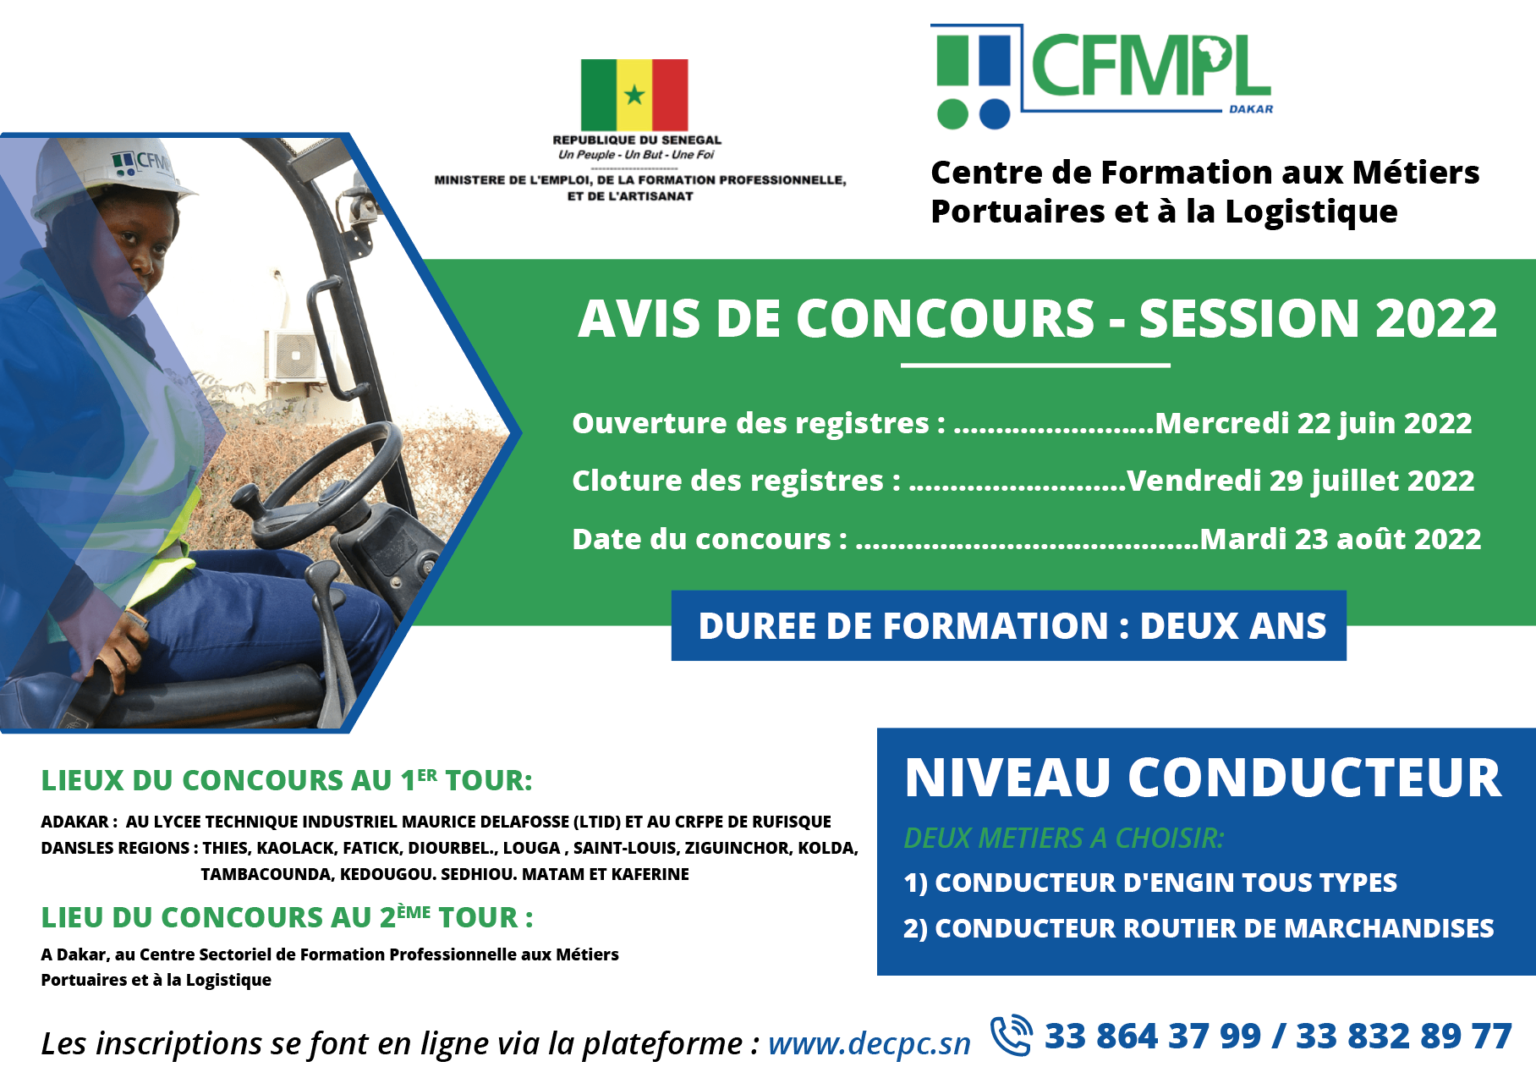 CFMPL
REPUBLIQUE DU SENEGAL
Un Peuple - Un But - Une Foi
MINISTERE DE L'EMPLOI, DE LA FORMATION PROFESSIONNELLE,
ET DE L'ARTISANAT
CFMPL
DAKAR
Centre de Formation aux Métiers
Portuaires et à la Logistique
AVIS DE CONCOURS - SESSION 2022
Ouverture des registres : ........................Mercredi 22 juin 2022
Cloture des registres : ..........................Vendredi 29 juillet 2022
Date du concours : .........................................Mardi 23 août 2022
DUREE DE FORMATION : DEUX ANS
LIEUX DU CONCOURS AU 1ER TOUR:
ADAKAR : AU LYCEE TECHNIQUE INDUSTRIEL MAURICE DELAFOSSE (LTID) ET AU CRFPE DE RUFISQUE
DANSLES REGIONS : THIES, KAOLACK, FATICK, DIOURBEL., LOUGA , SAINT-LOUIS, ZIGUINCHOR, KOLDA,
TAMBACOUNDA, KEDOUGOU. SEDHIOU. MATAM ET KAFERINE
LIEU DU CONCOURS AU 2ÈME TOUR :
A Dakar, au Centre Sectoriel de Formation Professionnelle aux Métiers
Portuaires et à la Logistique
NIVEAU CONDUCTEUR
DEUX METIERS A CHOISIR:
1) CONDUCTEUR D'ENGIN TOUS TYPES
2) CONDUCTEUR ROUTIER DE MARCHANDISES
Les inscriptions se font en ligne via la plateforme : www.decpc.sn
33 864 37 99 / 33 832 89 77